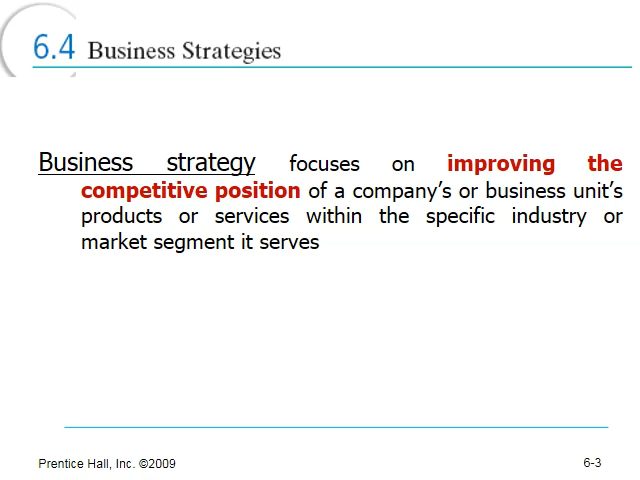 6.4 Business Strategies
Business strategy focuses on improving the
competitive position of a company's or business unit's
products or services within the specific industry or
market segment it serves
Prentice Hall, Inc. ©2009
6-3